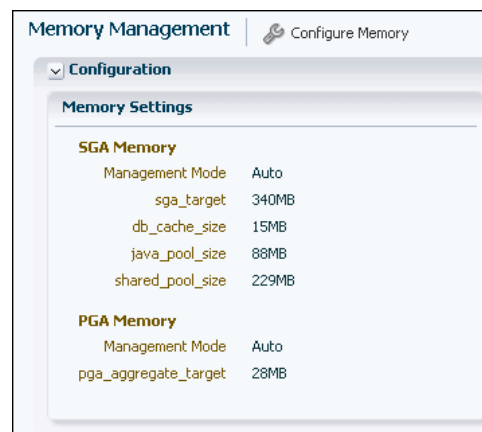 Memory Management Configure Memory
Configuration
Memory Settings
SGA Memory
Management Mode Auto
sga_target 340MB
db_cache_size 15MB
java_pool_size 88MB
shared_pool_size 229MB
PGA Memory
Management Mode Auto
pga_aggregate_target 28MB